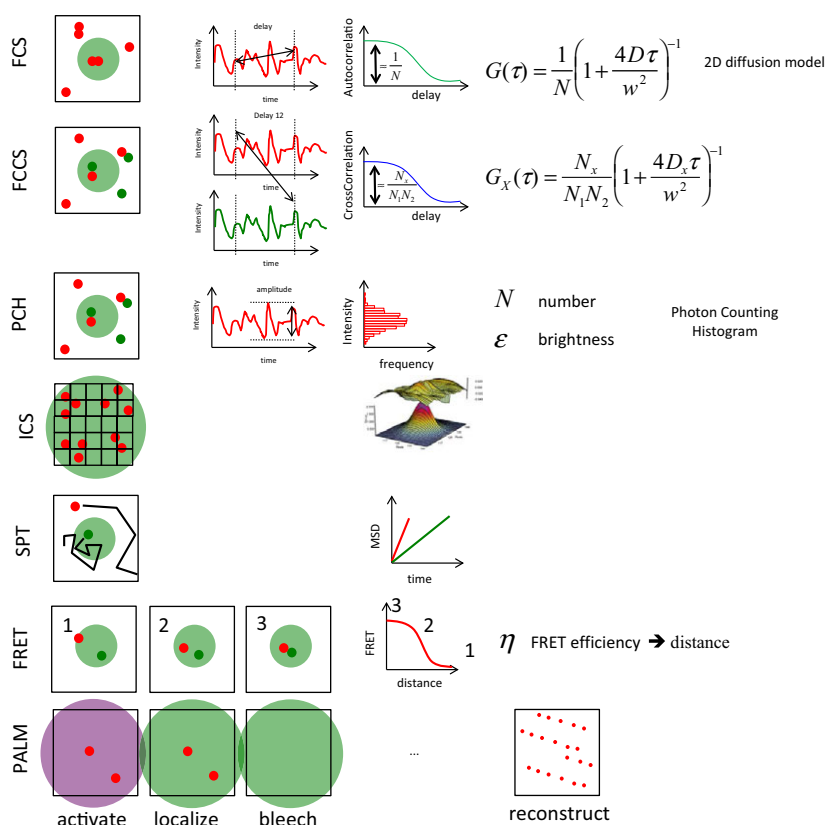 FCS
Intensity
delay
time
Autocorrelatio
= 1/N
delay
G(τ) = 1/N (1 + 4Dτ/w²)⁻¹
2D diffusion model
FCCS
Intensity
Delay 12
time
Intensity
time
CrossCorrelation
= Nₓ/N₁N₂
delay
G_X(τ) = Nₓ/N₁N₂ (1 + 4Dₓτ/w²)⁻¹
PCH
Intensity
amplitude
time
Intensity
frequency
N number
ε brightness
Photon Counting
Histogram
ICS
SPT
MSD
time
FRET
1
2
3
FRET
3
2
1
distance
η FRET efficiency ➔ distance
PALM
...
activate
localize
bleech
reconstruct